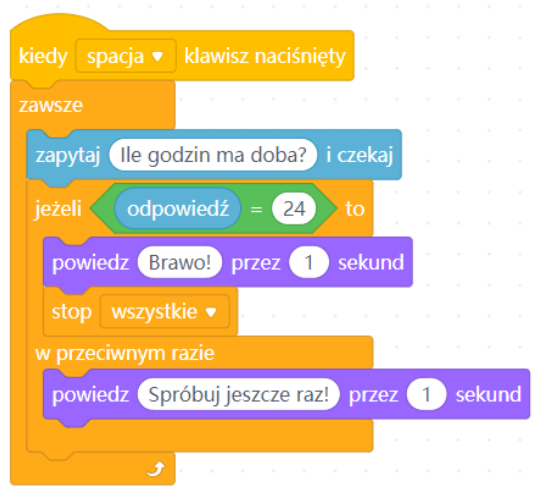 kiedy spacja klawisz naciśnięty
zawsze
zapytaj Ile godzin ma doba? i czekaj
jeżeli odpowiedź = 24 to
powiedz Brawo! przez 1 sekund
stop wszystkie
w przeciwnym razie
powiedz Spróbuj jeszcze raz! przez 1 sekund